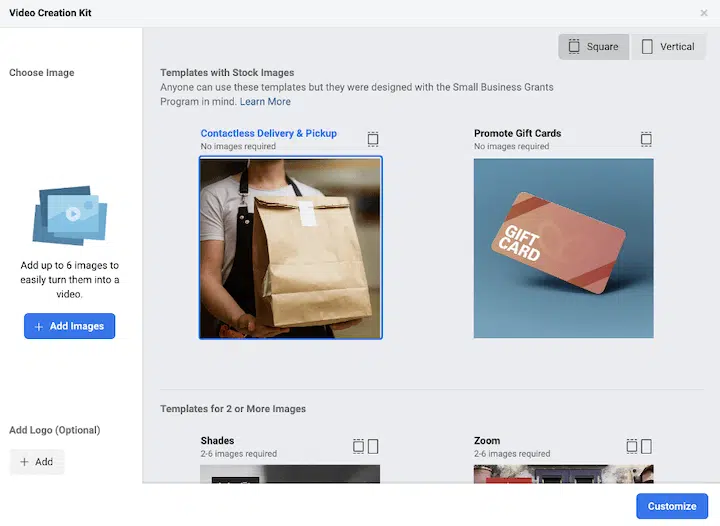 Video Creation Kit
Square
Vertical
Choose Image
Templates with Stock Images
Anyone can use these templates but they were designed with the Small Business Grants
Program in mind. Learn More
Contactless Delivery & Pickup
No images required
Promote Gift Cards
No images required
GIFT
CARD
Add up to 6 images to
easily turn them into a
video.
+ Add Images
Templates for 2 or More Images
Add Logo (Optional)
+ Add
Shades
2-6 images required
Zoom
2-6 images required
Customize